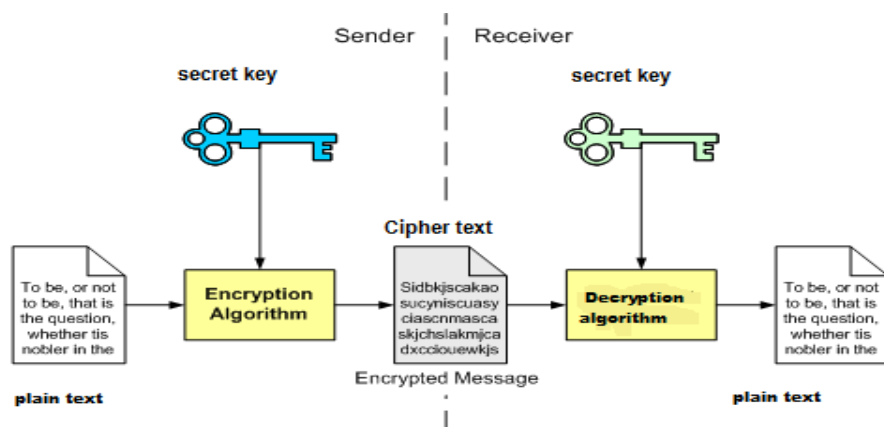 Sender
Receiver
secret key
secret key
Cipher text
To be, or not
to be, that is
the question,
whether tis
nobler in the
Encryption
Algorithm
Sidbkjscakao
sucyniscuasy
ciascnmasca
skjchslakmjca
dxcciouewkjs
Decryption
algorithm
To be, or not
to be, that is
the question,
whether tis
nobler in the
Encrypted Message
plain text
plain text